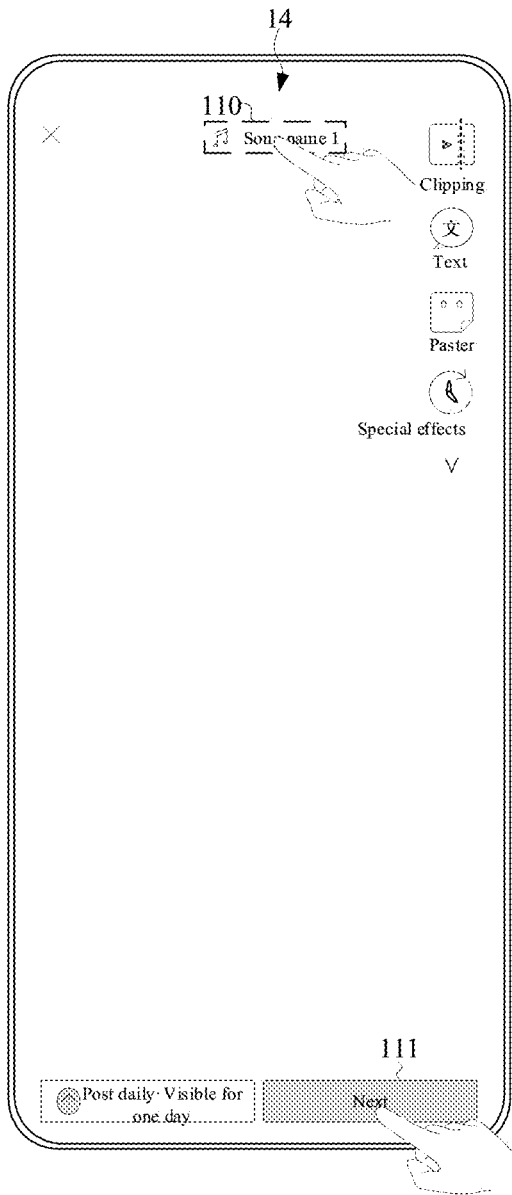 14
110
Song name 1
Clipping
文
Text
Paster
Special effects
111
Post daily·Visible for
one day
Next